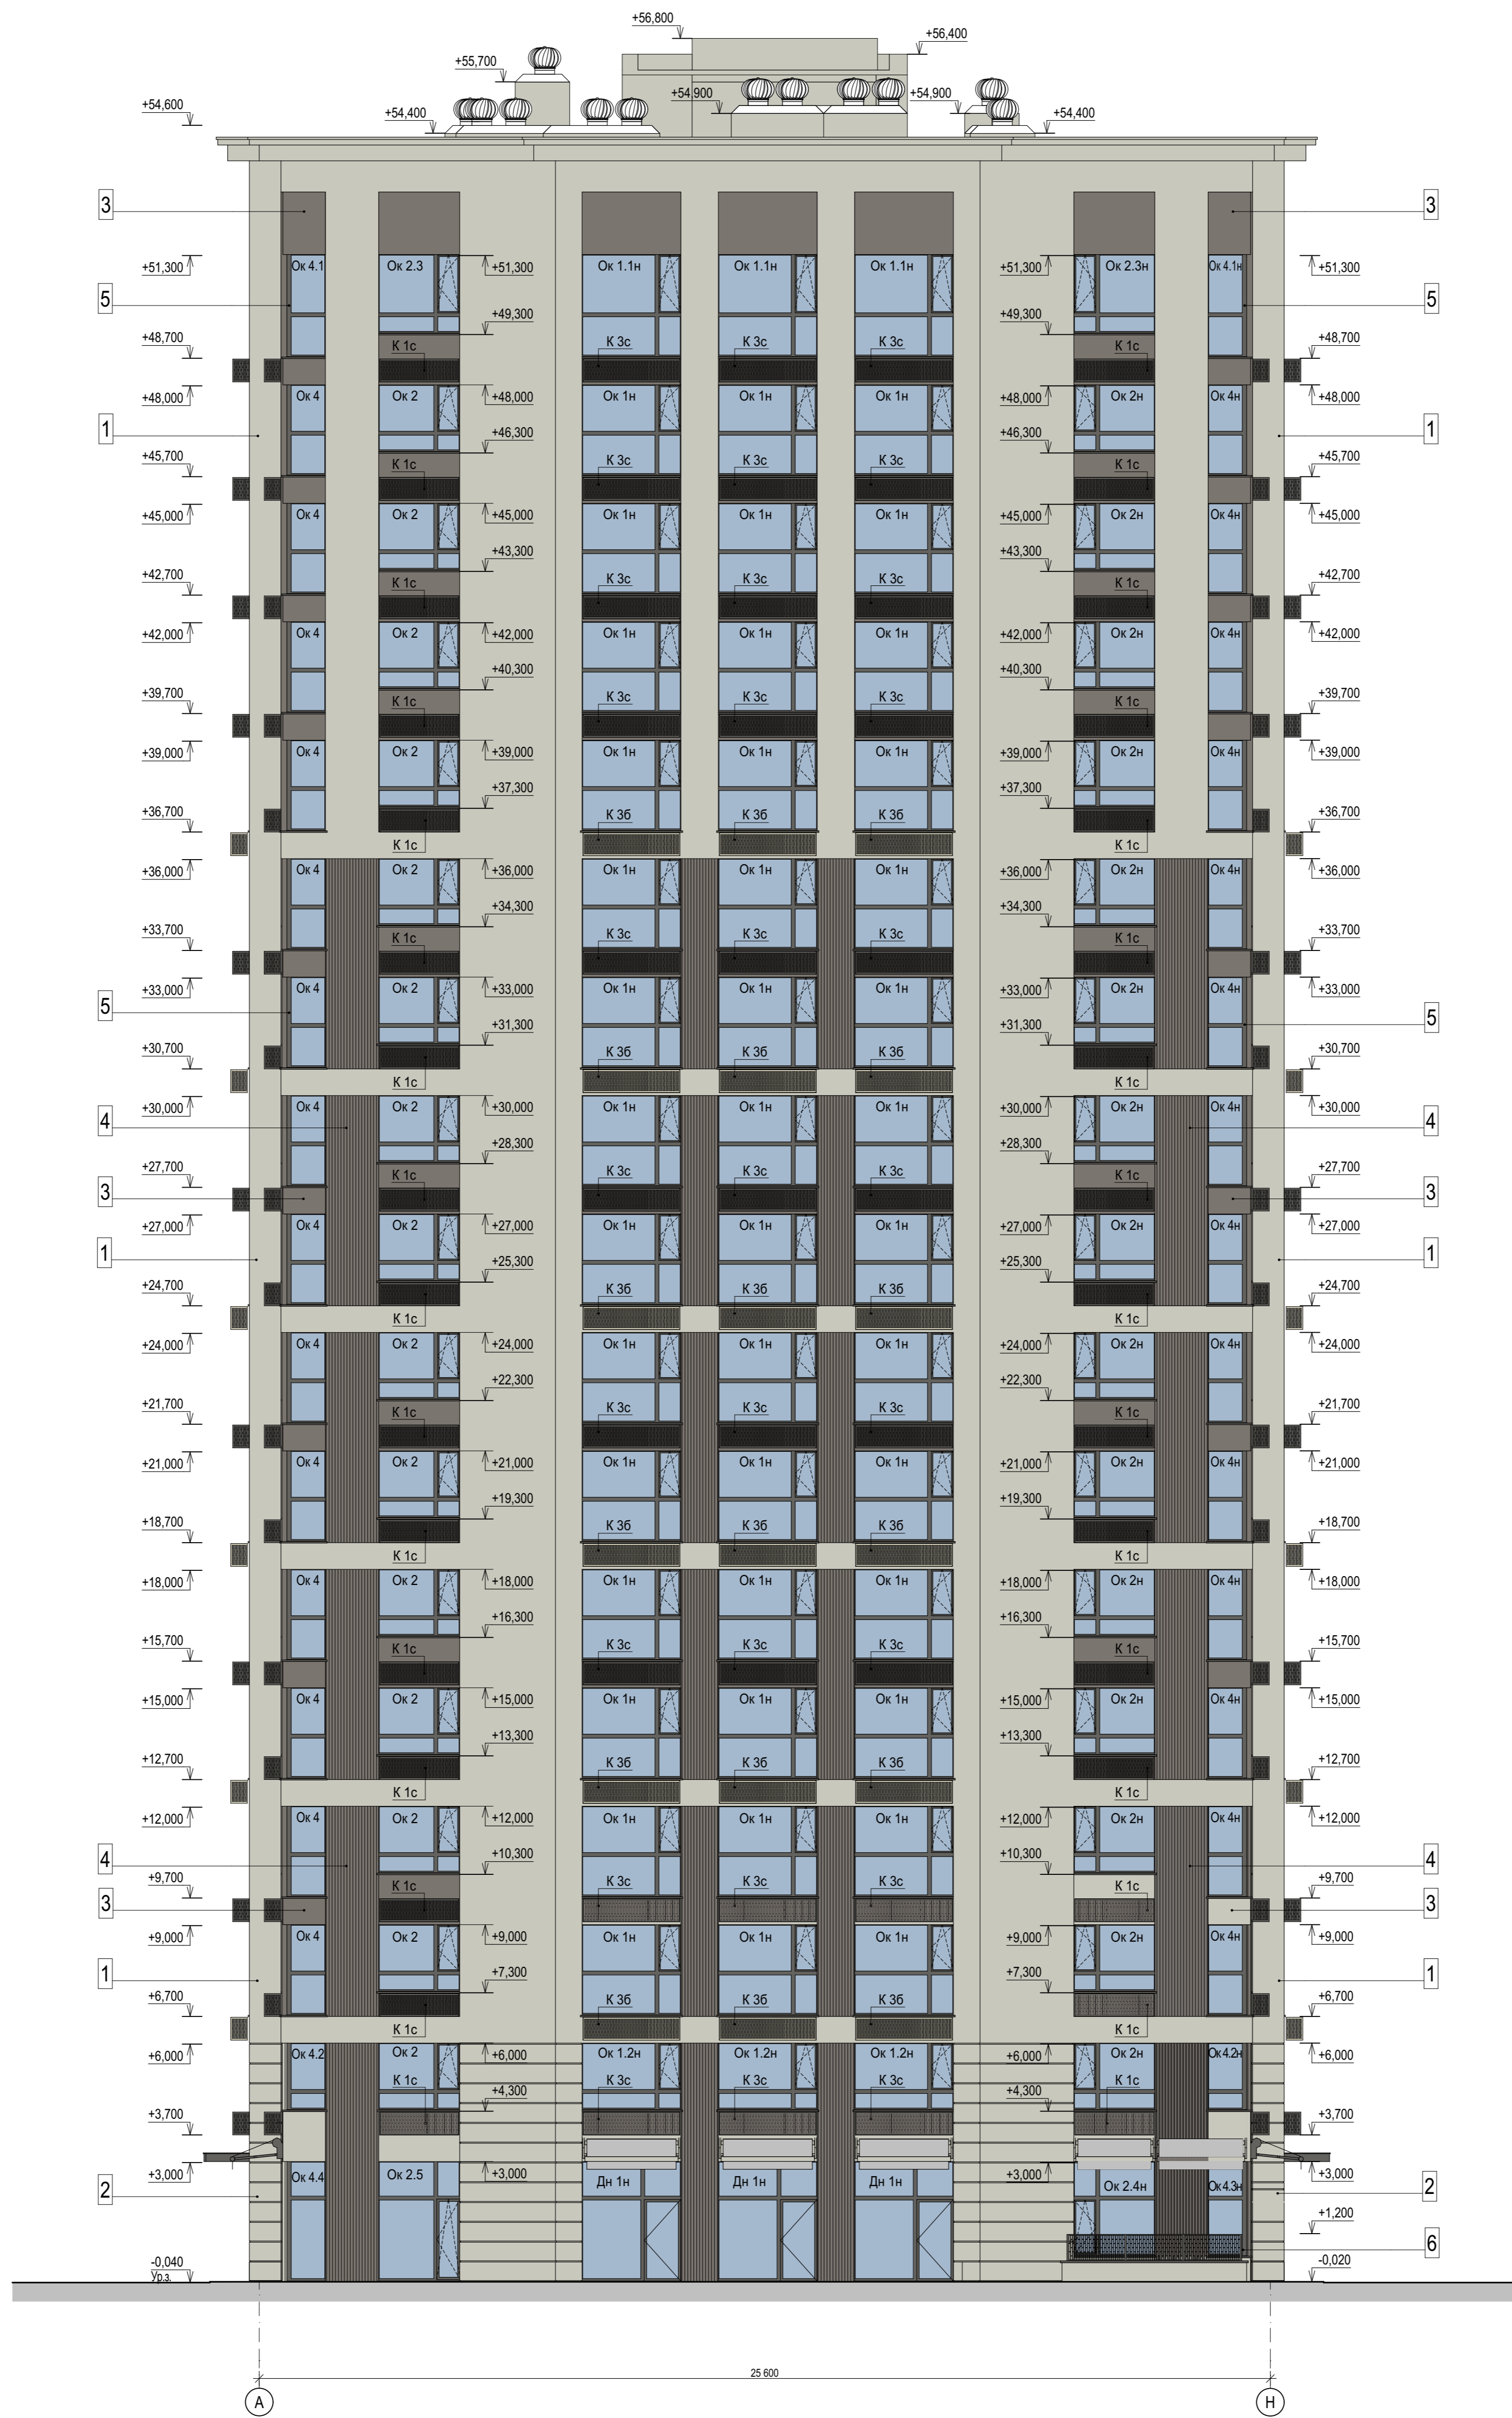 +56,800
+56,400
+55,700
+54,900
+54,900
+54,600
+54,400
+54,400
3
3
+51,300 Ок 4.1 Ок 2.3 +51,300 Ок 1.1н Ок 1.1н Ок 1.1н +51,300 Ок 2.3н Ок 4.1н +51,300
5
5
+49,300 +49,300
+48,700 К 1с К 3с К 3с К 3с К 1с +48,700
+48,000 Ок 4 Ок 2 +48,000 Ок 1н Ок 1н Ок 1н +48,000 Ок 2н Ок 4н +48,000
1
1
+46,300 +46,300
+45,700 К 1с К 3с К 3с К 3с К 1с +45,700
+45,000 Ок 4 Ок 2 +45,000 Ок 1н Ок 1н Ок 1н +45,000 Ок 2н Ок 4н +45,000
+43,300 +43,300
+42,700 К 1с К 3с К 3с К 3с К 1с +42,700
+42,000 Ок 4 Ок 2 +42,000 Ок 1н Ок 1н Ок 1н +42,000 Ок 2н Ок 4н +42,000
+40,300 +40,300
+39,700 К 1с К 3с К 3с К 3с К 1с +39,700
+39,000 Ок 4 Ок 2 +39,000 Ок 1н Ок 1н Ок 1н +39,000 Ок 2н Ок 4н +39,000
+37,300 +37,300
+36,700 К 3б К 3б К 3б +36,700
К 1с К 1с
+36,000 Ок 4 Ок 2 +36,000 Ок 1н Ок 1н Ок 1н +36,000 Ок 2н Ок 4н +36,000
+34,300 +34,300
+33,700 К 1с К 3с К 3с К 3с К 1с +33,700
+33,000 Ок 4 Ок 2 +33,000 Ок 1н Ок 1н Ок 1н +33,000 Ок 2н Ок 4н +33,000
5
5
+31,300 +31,300
+30,700 К 3б К 3б К 3б +30,700
К 1с К 1с
+30,000 Ок 4 Ок 2 +30,000 Ок 1н Ок 1н Ок 1н +30,000 Ок 2н Ок 4н +30,000
4
4
+28,300 +28,300
+27,700 К 1с К 3с К 3с К 3с К 1с +27,700
3
3
+27,000 Ок 4 Ок 2 +27,000 Ок 1н Ок 1н Ок 1н +27,000 Ок 2н Ок 4н +27,000
1
1
+25,300 +25,300
+24,700 К 3б К 3б К 3б +24,700
К 1с К 1с
+24,000 Ок 4 Ок 2 +24,000 Ок 1н Ок 1н Ок 1н +24,000 Ок 2н Ок 4н +24,000
+22,300 +22,300
+21,700 К 1с К 3с К 3с К 3с К 1с +21,700
+21,000 Ок 4 Ок 2 +21,000 Ок 1н Ок 1н Ок 1н +21,000 Ок 2н Ок 4н +21,000
+19,300 +19,300
+18,700 К 3б К 3б К 3б +18,700
К 1с К 1с
+18,000 Ок 4 Ок 2 +18,000 Ок 1н Ок 1н Ок 1н +18,000 Ок 2н Ок 4н +18,000
+16,300 +16,300
+15,700 К 1с К 3с К 3с К 3с К 1с +15,700
+15,000 Ок 4 Ок 2 +15,000 Ок 1н Ок 1н Ок 1н +15,000 Ок 2н Ок 4н +15,000
+13,300 +13,300
+12,700 К 3б К 3б К 3б +12,700
К 1с К 1с
+12,000 Ок 4 Ок 2 +12,000 Ок 1н Ок 1н Ок 1н +12,000 Ок 2н Ок 4н +12,000
4
+10,300 +10,300
4
+9,700 К 1с К 3с К 3с К 3с К 1с +9,700
3
3
+9,000 Ок 4 Ок 2 +9,000 Ок 1н Ок 1н Ок 1н +9,000 Ок 2н Ок 4н +9,000
1
+7,300 +7,300
1
+6,700 К 3б К 3б К 3б +6,700
К 1с К 1с
+6,000 Ок 4.2 Ок 2 +6,000 Ок 1.2н Ок 1.2н Ок 1.2н +6,000 Ок 2н Ок 4.2н +6,000
К 1с +4,300 К 3с К 3с К 3с +4,300 К 1с
+3,700 +3,700
+3,000 Ок 4.4 Ок 2.5 +3,000 Дн 1н Дн 1н Дн 1н +3,000 Ок 2.4н Ок 4.3н +3,000
2
2
+1,200
6
-0,040 -0,020
Ур.з.
25 600
А Н